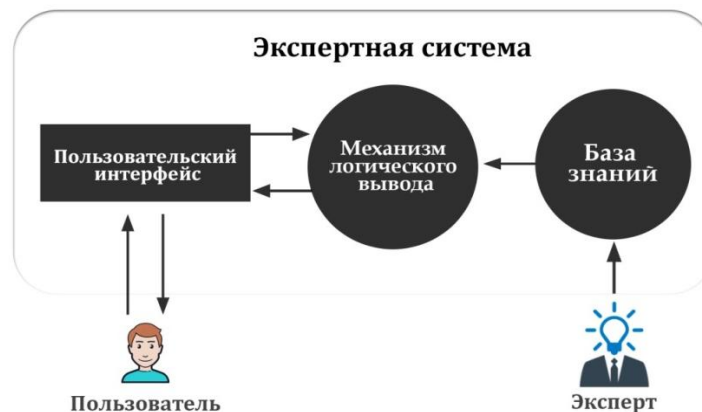 Экспертная система
Пользовательский
интерфейс
Механизм
логического
вывода
База
знаний
Пользователь
Эксперт